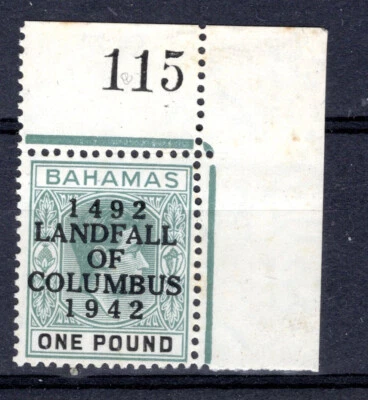 115
BAHAMAS
1492
LANDFALL
OF
COLUMBUS
1942
ONE POUND